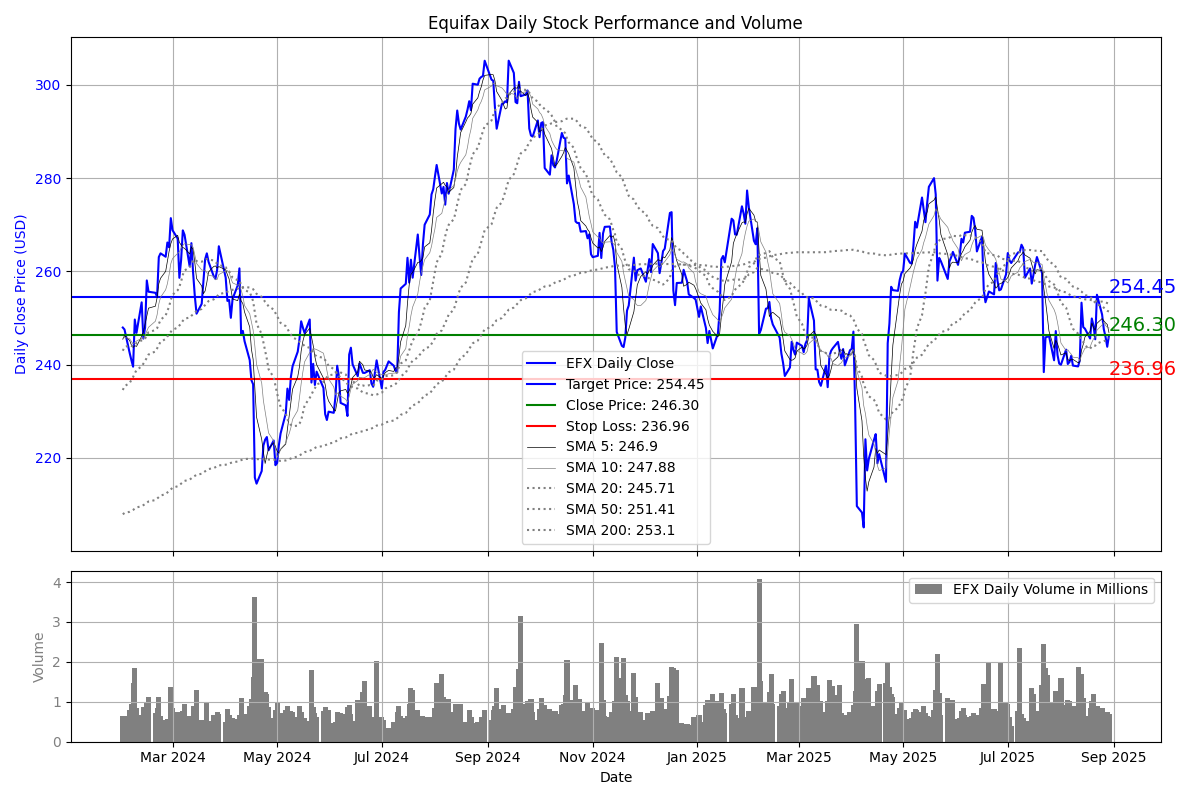 Equifax Daily Stock Performance and Volume
Daily Close Price (USD)
300
280
260
240
220
254.45
246.30
236.96
EFX Daily Close
Target Price: 254.45
Close Price: 246.30
Stop Loss: 236.96
SMA 5: 246.9
SMA 10: 247.88
SMA 20: 245.71
SMA 50: 251.41
SMA 200: 253.1
Volume
4
3
2
1
0
EFX Daily Volume in Millions
Mar 2024 May 2024 Jul 2024 Sep 2024 Nov 2024 Jan 2025 Mar 2025 May 2025 Jul 2025 Sep 2025
Date